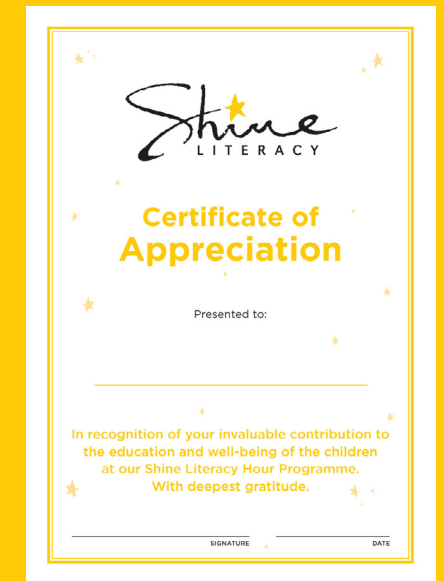 Shine
LITERACY
Certificate of
Appreciation
Presented to:
In recognition of your invaluable contribution to
the education and well-being of the children
at our Shine Literacy Hour Programme.
With deepest gratitude.
SIGNATURE DATE